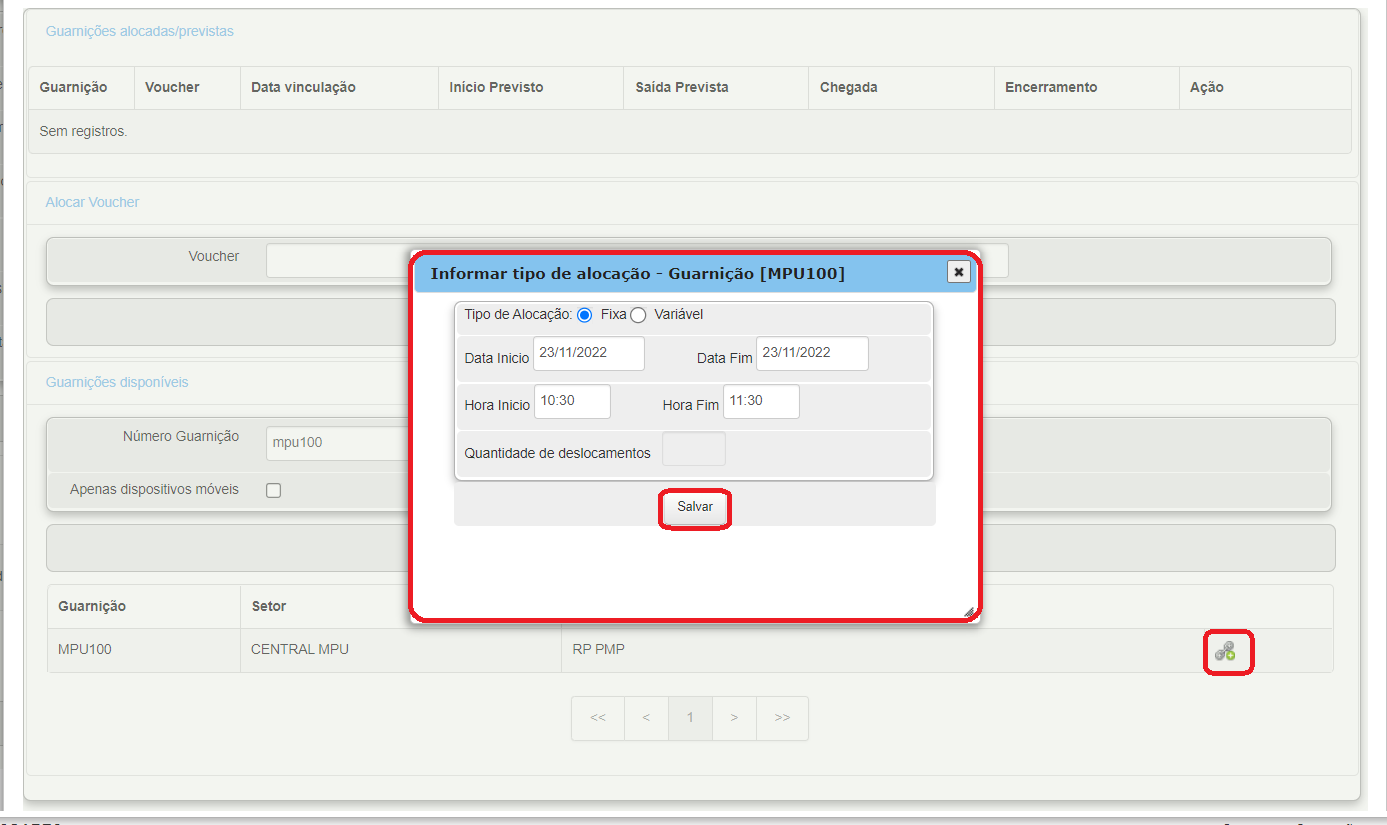 Guarnições alocadas/previstas
Guarnição Voucher Data vinculação Início Previsto Saída Prevista Chegada Encerramento Ação
Sem registros.
Alocar Voucher
Voucher
Informar tipo de alocação - Guarnição [MPU100]
Tipo de Alocação: Fixa Variável
Data Inicio 23/11/2022 Data Fim 23/11/2022
Hora Inicio 10:30 Hora Fim 11:30
Quantidade de deslocamentos
Salvar
Guarnições disponíveis
Número Guarnição mpu100
Apenas dispositivos móveis
Guarnição Setor
MPU100 CENTRAL MPU RP PMP
<< < 1 > >>